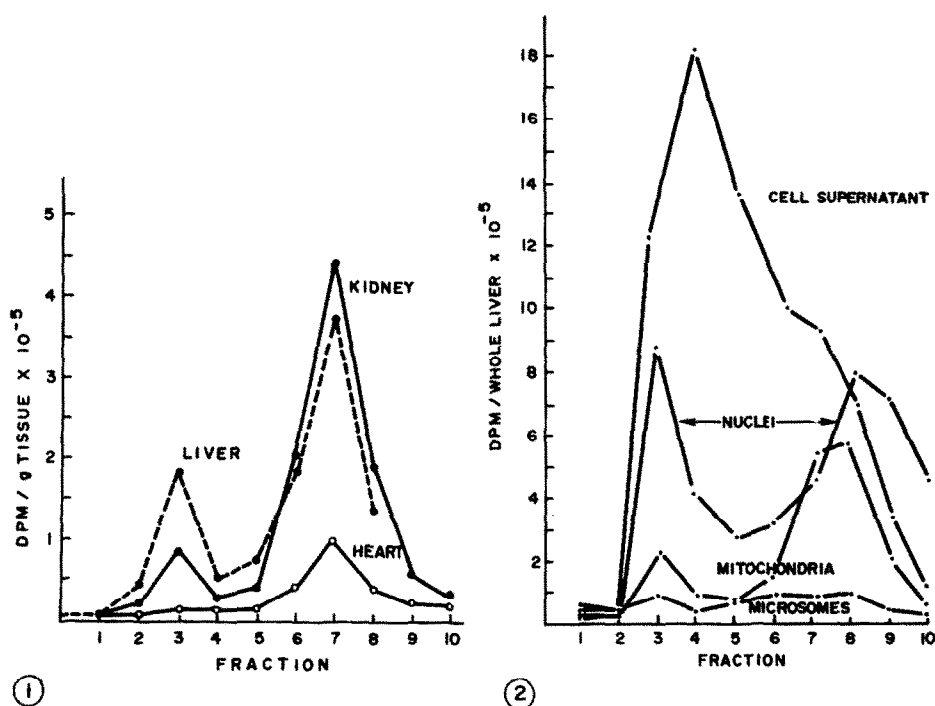 DPM / g TISSUE X 10⁻⁵
5
4
3
2
1
KIDNEY
LIVER
HEART
1 2 3 4 5 6 7 8 9 10
FRACTION
1
DPM / WHOLE LIVER x 10⁻⁵
18
16
14
12
10
8
6
4
2
CELL SUPERNATANT
NUCLEI
MITOCHONDRIA
MICROSOMES
1 2 3 4 5 6 7 8 9 10
FRACTION
2